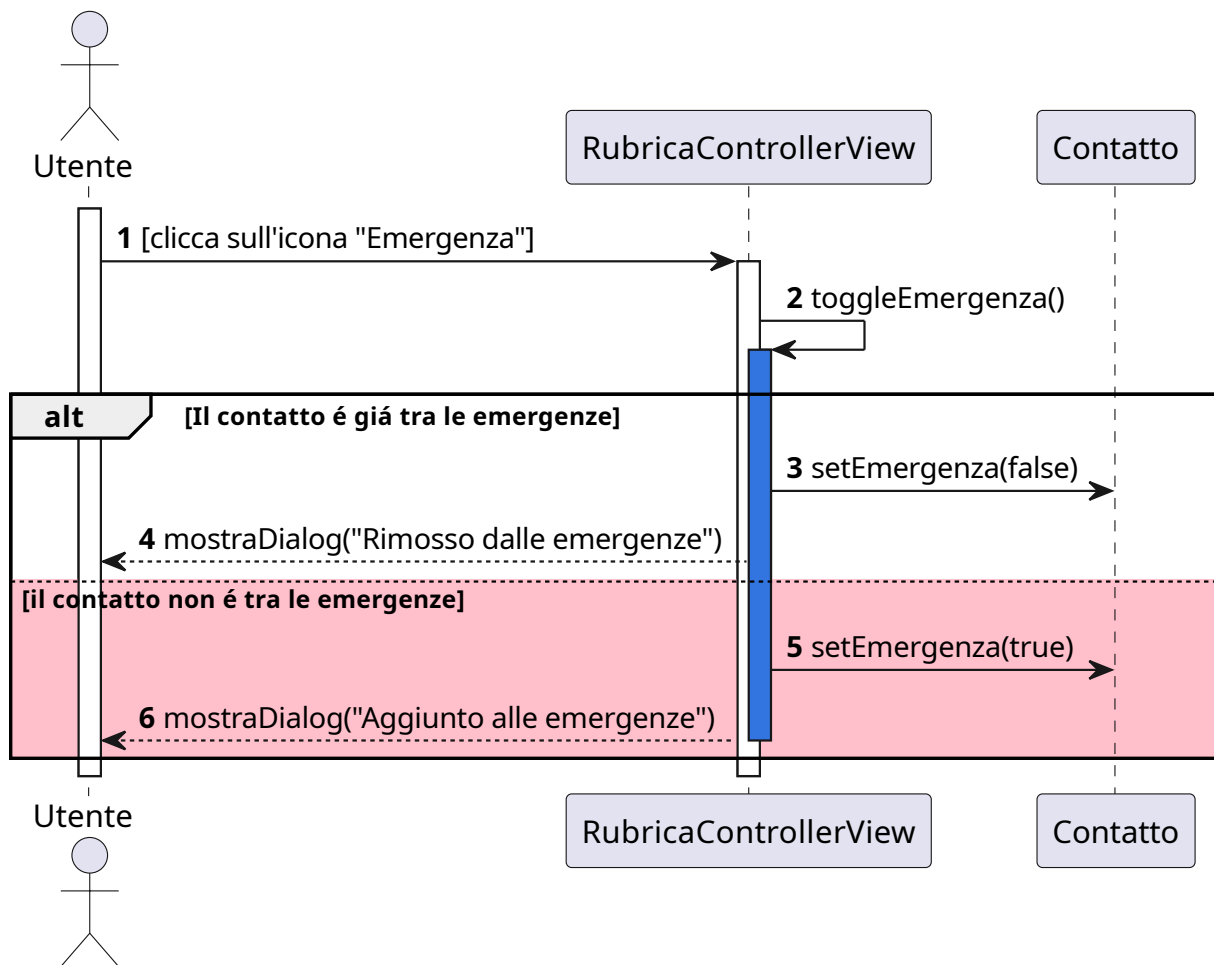 Utente
RubricaControllerView
Contatto
1 [clicca sull'icona "Emergenza"]
2 toggleEmergenza()
alt
[Il contatto é giá tra le emergenze]
3 setEmergenza(false)
4 mostraDialog("Rimosso dalle emergenze")
[il contatto non é tra le emergenze]
5 setEmergenza(true)
6 mostraDialog("Aggiunto alle emergenze")
Utente
RubricaControllerView
Contatto